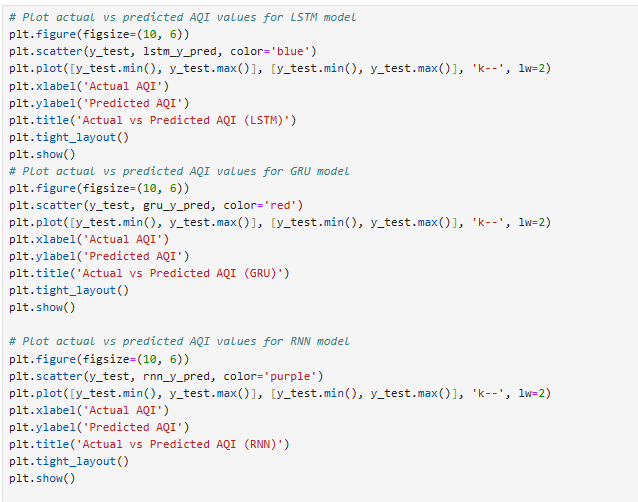 # Plot actual vs predicted AQI values for LSTM model
plt.figure(figsize=(10, 6))
plt.scatter(y_test, lstm_y_pred, color='blue')
plt.plot([y_test.min(), y_test.max()], [y_test.min(), y_test.max()], 'k--', lw=2)
plt.xlabel('Actual AQI')
plt.ylabel('Predicted AQI')
plt.title('Actual vs Predicted AQI (LSTM)')
plt.tight_layout()
plt.show()
# Plot actual vs predicted AQI values for GRU model
plt.figure(figsize=(10, 6))
plt.scatter(y_test, gru_y_pred, color='red')
plt.plot([y_test.min(), y_test.max()], [y_test.min(), y_test.max()], 'k--', lw=2)
plt.xlabel('Actual AQI')
plt.ylabel('Predicted AQI')
plt.title('Actual vs Predicted AQI (GRU)')
plt.tight_layout()
plt.show()

# Plot actual vs predicted AQI values for RNN model
plt.figure(figsize=(10, 6))
plt.scatter(y_test, rnn_y_pred, color='purple')
plt.plot([y_test.min(), y_test.max()], [y_test.min(), y_test.max()], 'k--', lw=2)
plt.xlabel('Actual AQI')
plt.ylabel('Predicted AQI')
plt.title('Actual vs Predicted AQI (RNN)')
plt.tight_layout()
plt.show()